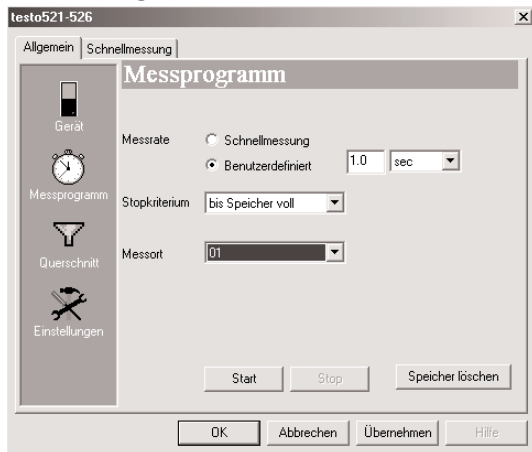 testo521-526
Allgemein Schnellmessung
Messprogramm
Gerät
Messprogramm
Querschnitt
Einstellungen
Messrate Schnellmessung
Benutzerdefiniert 1.0 sec
Stopkriterium bis Speicher voll
Messort 01
Start Stop Speicher löschen
OK Abbrechen Übernehmen Hilfe